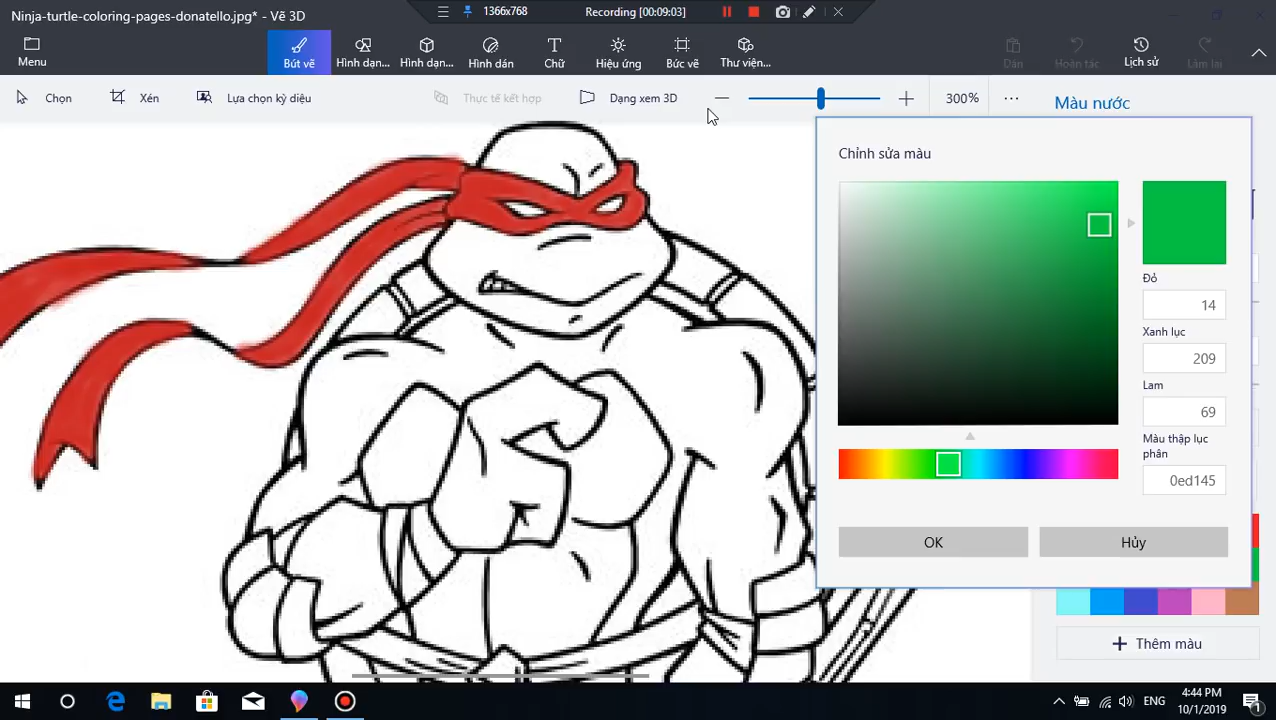 Ninja-turtle-coloring-pages-donatello.jpg* - Vẽ 3D
1366x768
Recording [00:09:03]
Menu
Bút vẽ
Hình dạn...
Hình dạn...
Hình dán
Chữ
Hiệu ứng
Bức vẽ
Thư viện...
Dán
Hoàn tác
Lịch sử
Làm lại
Chọn
Xén
Lựa chọn kỳ diệu
Thực tế kết hợp
Dạng xem 3D
300%
Màu nước
Chỉnh sửa màu
Đỏ
14
Xanh lục
209
Lam
69
Màu thập lục
phân
0ed145
OK
Hủy
Thêm màu
ENG
4:44 PM
10/1/2019
1